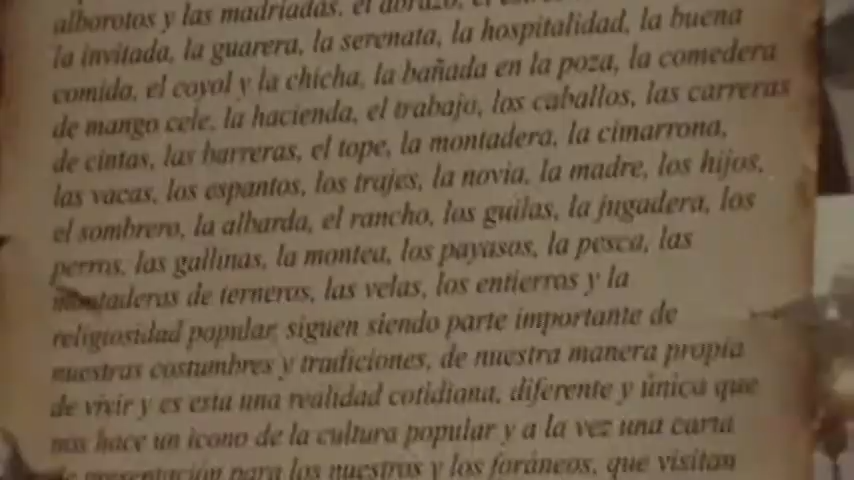 alborotos y las madriadas, el abrazo, el
la invitada, la guarera, la serenata, la hospitalidad, la buena
comida, el coyol y la chicha, la bañada en la poza, la comedera
de mango cele, la hacienda, el trabajo, los caballos, las carreras
de cintas, las barreras, el tope, la montadera, la cimarrona,
las vacas, los espantos, los trajes, la novia, la madre, los hijos,
el sombrero, la albarda, el rancho, los guilas, la jugadera, los
perros, las gallinas, la montea, los payasos, la pesca, las
montaderas de terneros, las velas, los entierros y la
religiosidad popular, siguen siendo parte importante de
nuestras costumbres y tradiciones, de nuestra manera propia
de vivir y es esta una realidad cotidiana, diferente y única que
nos hace un icono de la cultura popular y a la vez una carta
de presentación para los nuestros y los foráneos, que visitan